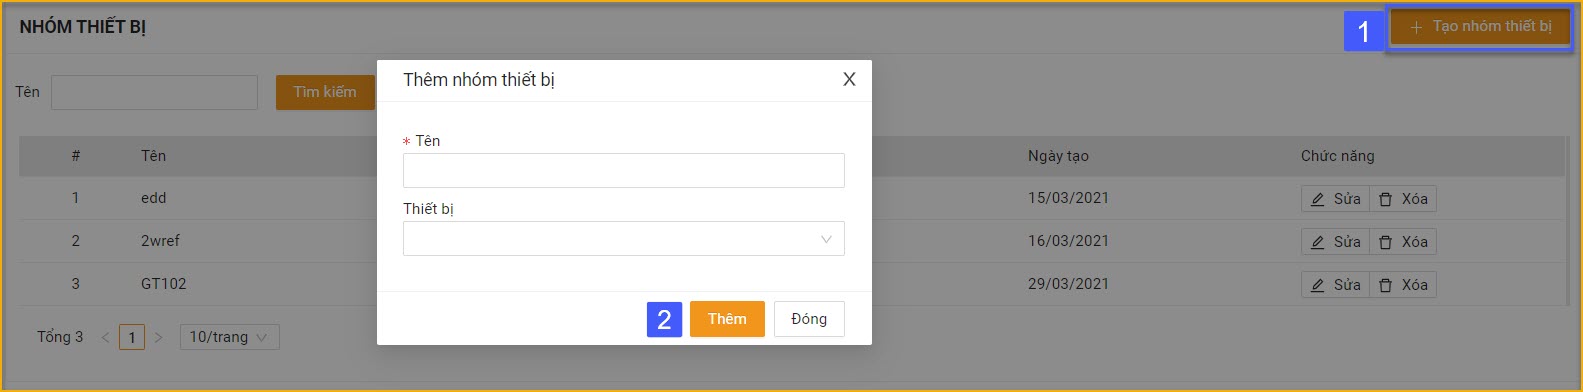 NHÓM THIẾT BỊ
1
+ Tạo nhóm thiết bị
Thêm nhóm thiết bị X
Tên
Tìm kiếm
* Tên
# Tên Ngày tạo Chức năng
1 edd 15/03/2021 Sửa Xóa
Thiết bị
2 2wref 16/03/2021 Sửa Xóa
3 GT102 29/03/2021 Sửa Xóa
2 Thêm Đóng
Tổng 3 < 1 > 10/trang